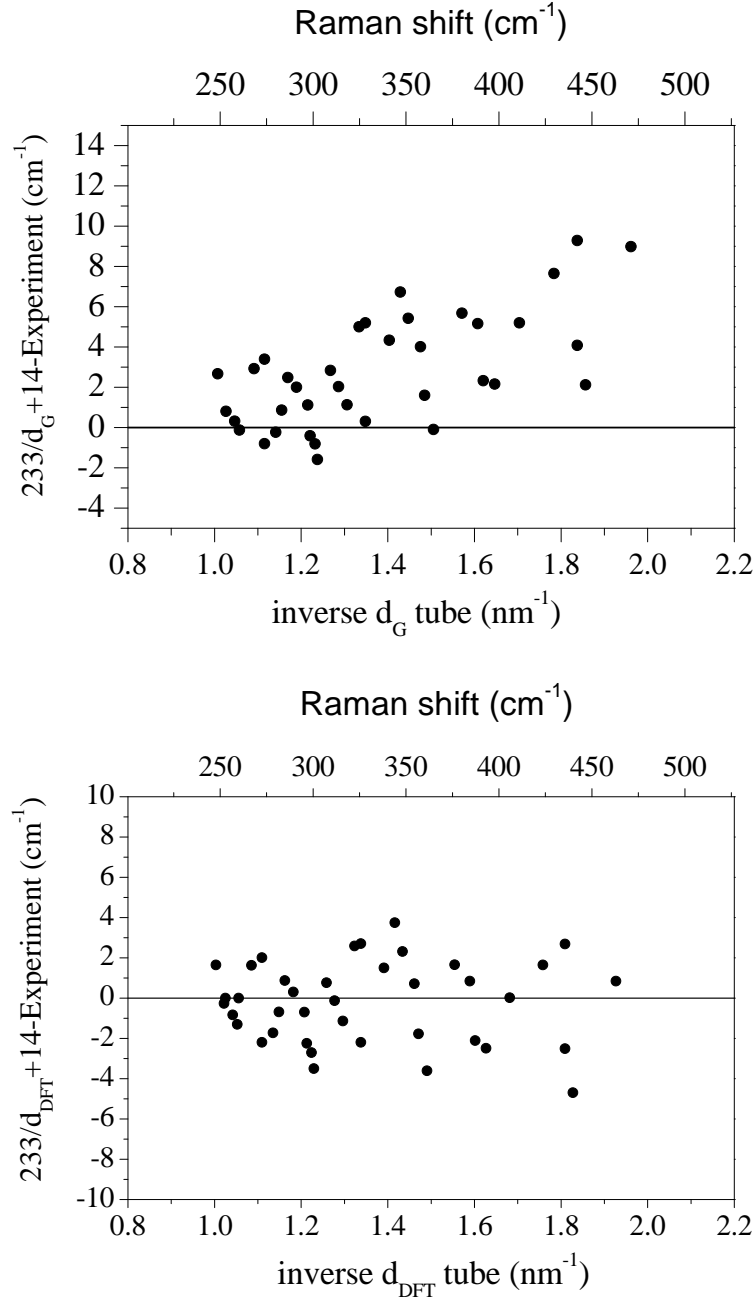 Raman shift (cm⁻¹)
250 300 350 400 450 500
14
12
10
8
6
4
2
0
-2
-4
233/d_G+14-Experiment (cm⁻¹)
0.8 1.0 1.2 1.4 1.6 1.8 2.0 2.2
inverse d_G tube (nm⁻¹)
Raman shift (cm⁻¹)
250 300 350 400 450 500
10
8
6
4
2
0
-2
-4
-6
-8
-10
233/d_DFT+14-Experiment (cm⁻¹)
0.8 1.0 1.2 1.4 1.6 1.8 2.0 2.2
inverse d_DFT tube (nm⁻¹)